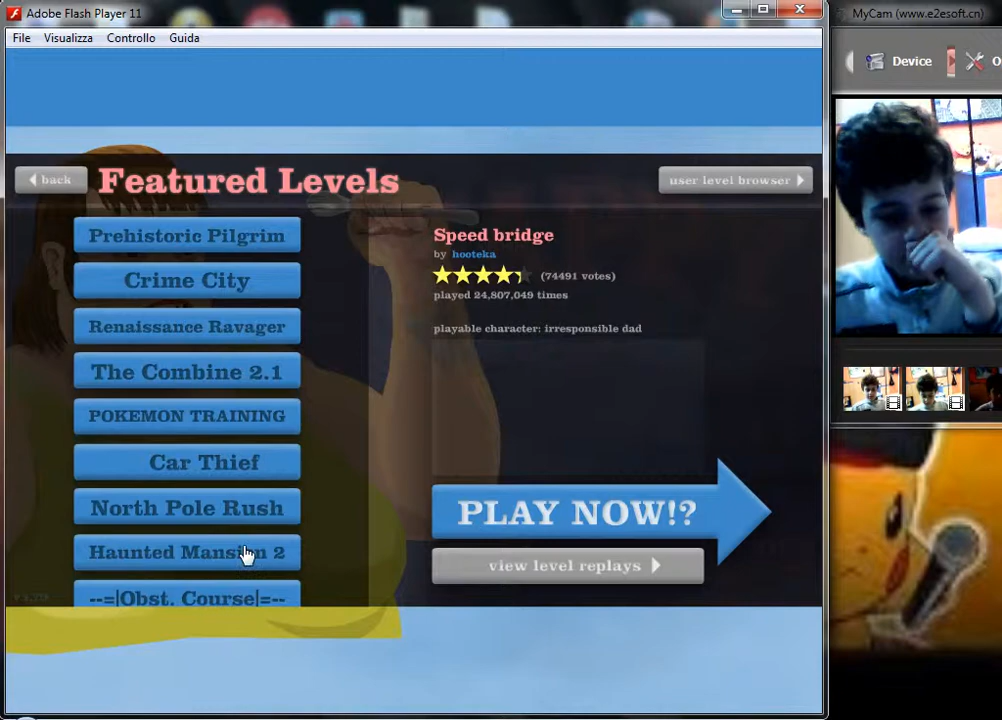 Adobe Flash Player 11
MyCam (www.e2esoft.cn)
File Visualizza Controllo Guida
Device
back
Featured Levels
user level browser
Prehistoric Pilgrim
Crime City
Renaissance Ravager
The Combine 2.1
POKEMON TRAINING
Car Thief
North Pole Rush
Haunted Mansion 2
--=|Obst. Course|=--
Speed bridge
by hooteka
(74491 votes)
played 24,807,049 times
playable character: irresponsible dad
PLAY NOW!?
view level replays